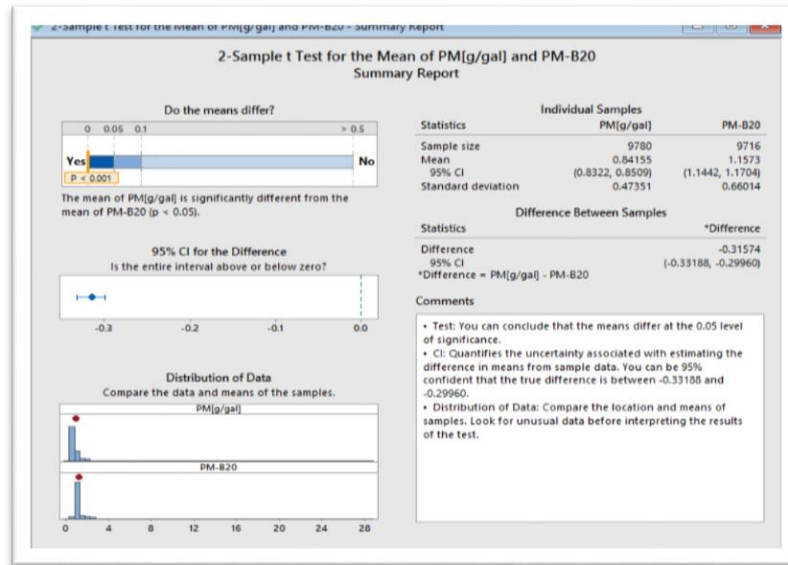 2-Sample t Test for the Mean of PM[g/gal] and PM-B20 - Summary Report
2-Sample t Test for the Mean of PM[g/gal] and PM-B20
Summary Report
Do the means differ?
0 0.05 0.1 > 0.5
Yes No
P < 0.001
The mean of PM[g/gal] is significantly different from the
mean of PM-B20 (p < 0.05).
95% CI for the Difference
Is the entire interval above or below zero?
-0.3 -0.2 -0.1 0.0
Distribution of Data
Compare the data and means of the samples.
PM[g/gal]
PM-B20
0 4 8 12 16 20 24 28
Individual Samples
Statistics PM[g/gal] PM-B20
Sample size 9780 9716
Mean 0.84155 1.1573
95% CI (0.8322, 0.8509) (1.1442, 1.1704)
Standard deviation 0.47351 0.66014
Difference Between Samples
Statistics *Difference
Difference -0.31574
95% CI (-0.33188, -0.29960)
*Difference = PM[g/gal] - PM-B20
Comments
• Test: You can conclude that the means differ at the 0.05 level
of significance.
• CI: Quantifies the uncertainty associated with estimating the
difference in means from sample data. You can be 95%
confident that the true difference is between -0.33188 and
-0.29960.
• Distribution of Data: Compare the location and means of
samples. Look for unusual data before interpreting the results
of the test.